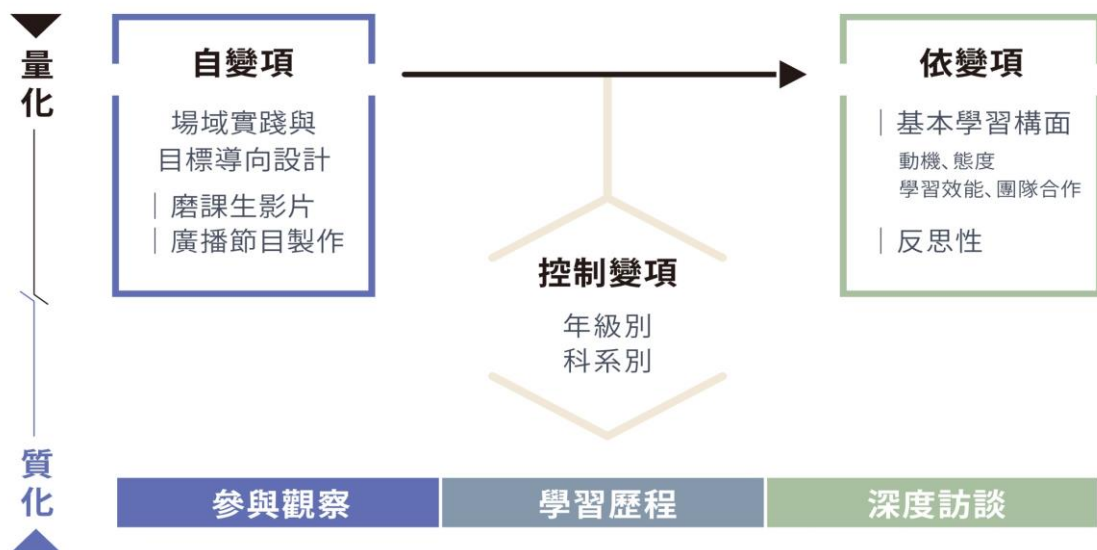 量化
自變項
場域實踐與
目標導向設計
｜磨課生影片
｜廣播節目製作
控制變項
年級別
科系別
依變項
｜基本學習構面
動機、態度
學習效能、團隊合作
｜反思性
質化
參與觀察
學習歷程
深度訪談